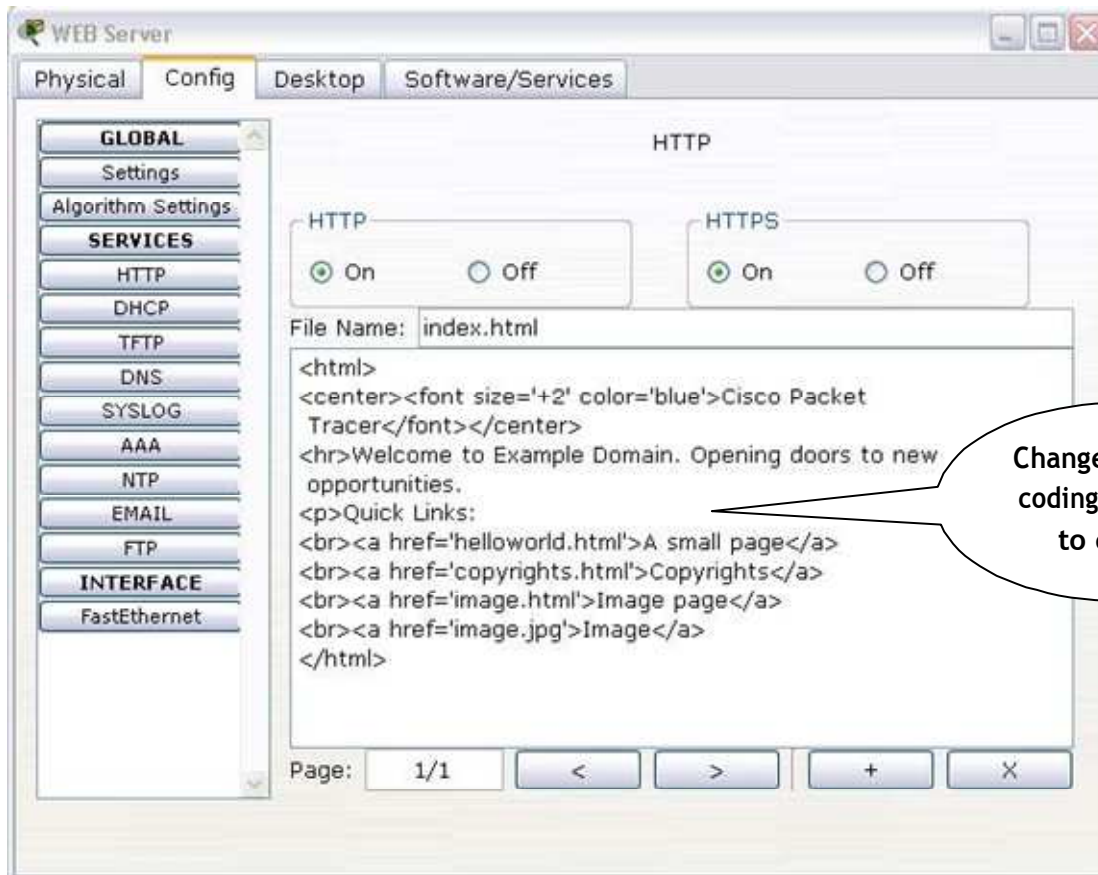 WEB Server
Physical Config Desktop Software/Services
GLOBAL
Settings
Algorithm Settings
SERVICES
HTTP
DHCP
TFTP
DNS
SYSLOG
AAA
NTP
EMAIL
FTP
INTERFACE
FastEthernet
HTTP
HTTP
On Off
HTTPS
On Off
File Name: index.html
<html>
<center><font size='+2' color='blue'>Cisco Packet
Tracer</font></center>
<hr>Welcome to Example Domain. Opening doors to new
opportunities.
<p>Quick Links:
<br><a href='helloworld.html'>A small page</a>
<br><a href='copyrights.html'>Copyrights</a>
<br><a href='image.html'>Image page</a>
<br><a href='image.jpg'>Image</a>
</html>
Page: 1/1 < > + X
Change
coding
to